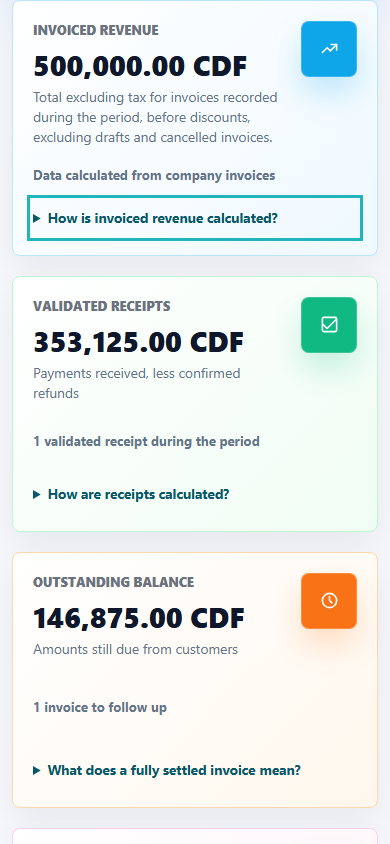 INVOICED REVENUE
500,000.00 CDF
Total excluding tax for invoices recorded
during the period, before discounts,
excluding drafts and cancelled invoices.
Data calculated from company invoices
How is invoiced revenue calculated?
VALIDATED RECEIPTS
353,125.00 CDF
Payments received, less confirmed
refunds
1 validated receipt during the period
How are receipts calculated?
OUTSTANDING BALANCE
146,875.00 CDF
Amounts still due from customers
1 invoice to follow up
What does a fully settled invoice mean?